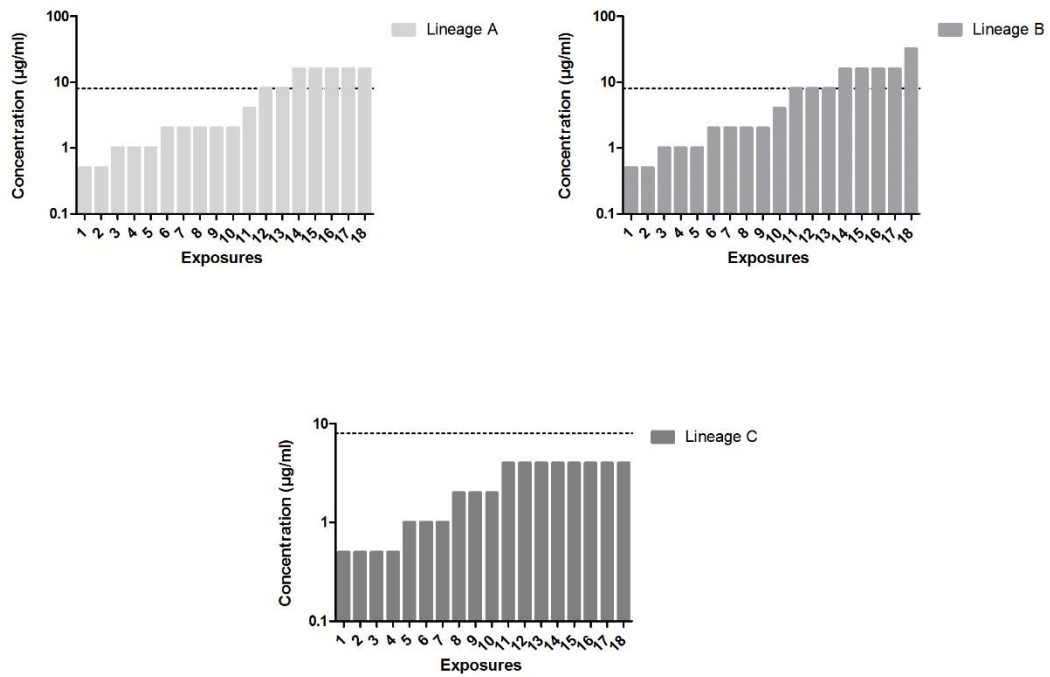 100
10
1
0.1
Concentration (µg/ml)
1 2 3 4 5 6 7 8 9 10 11 12 13 14 15 16 17 18
Exposures
Lineage A
100
10
1
0.1
Concentration (µg/ml)
1 2 3 4 5 6 7 8 9 10 11 12 13 14 15 16 17 18
Exposures
Lineage B
10
1
0.1
Concentration (µg/ml)
1 2 3 4 5 6 7 8 9 10 11 12 13 14 15 16 17 18
Exposures
Lineage C